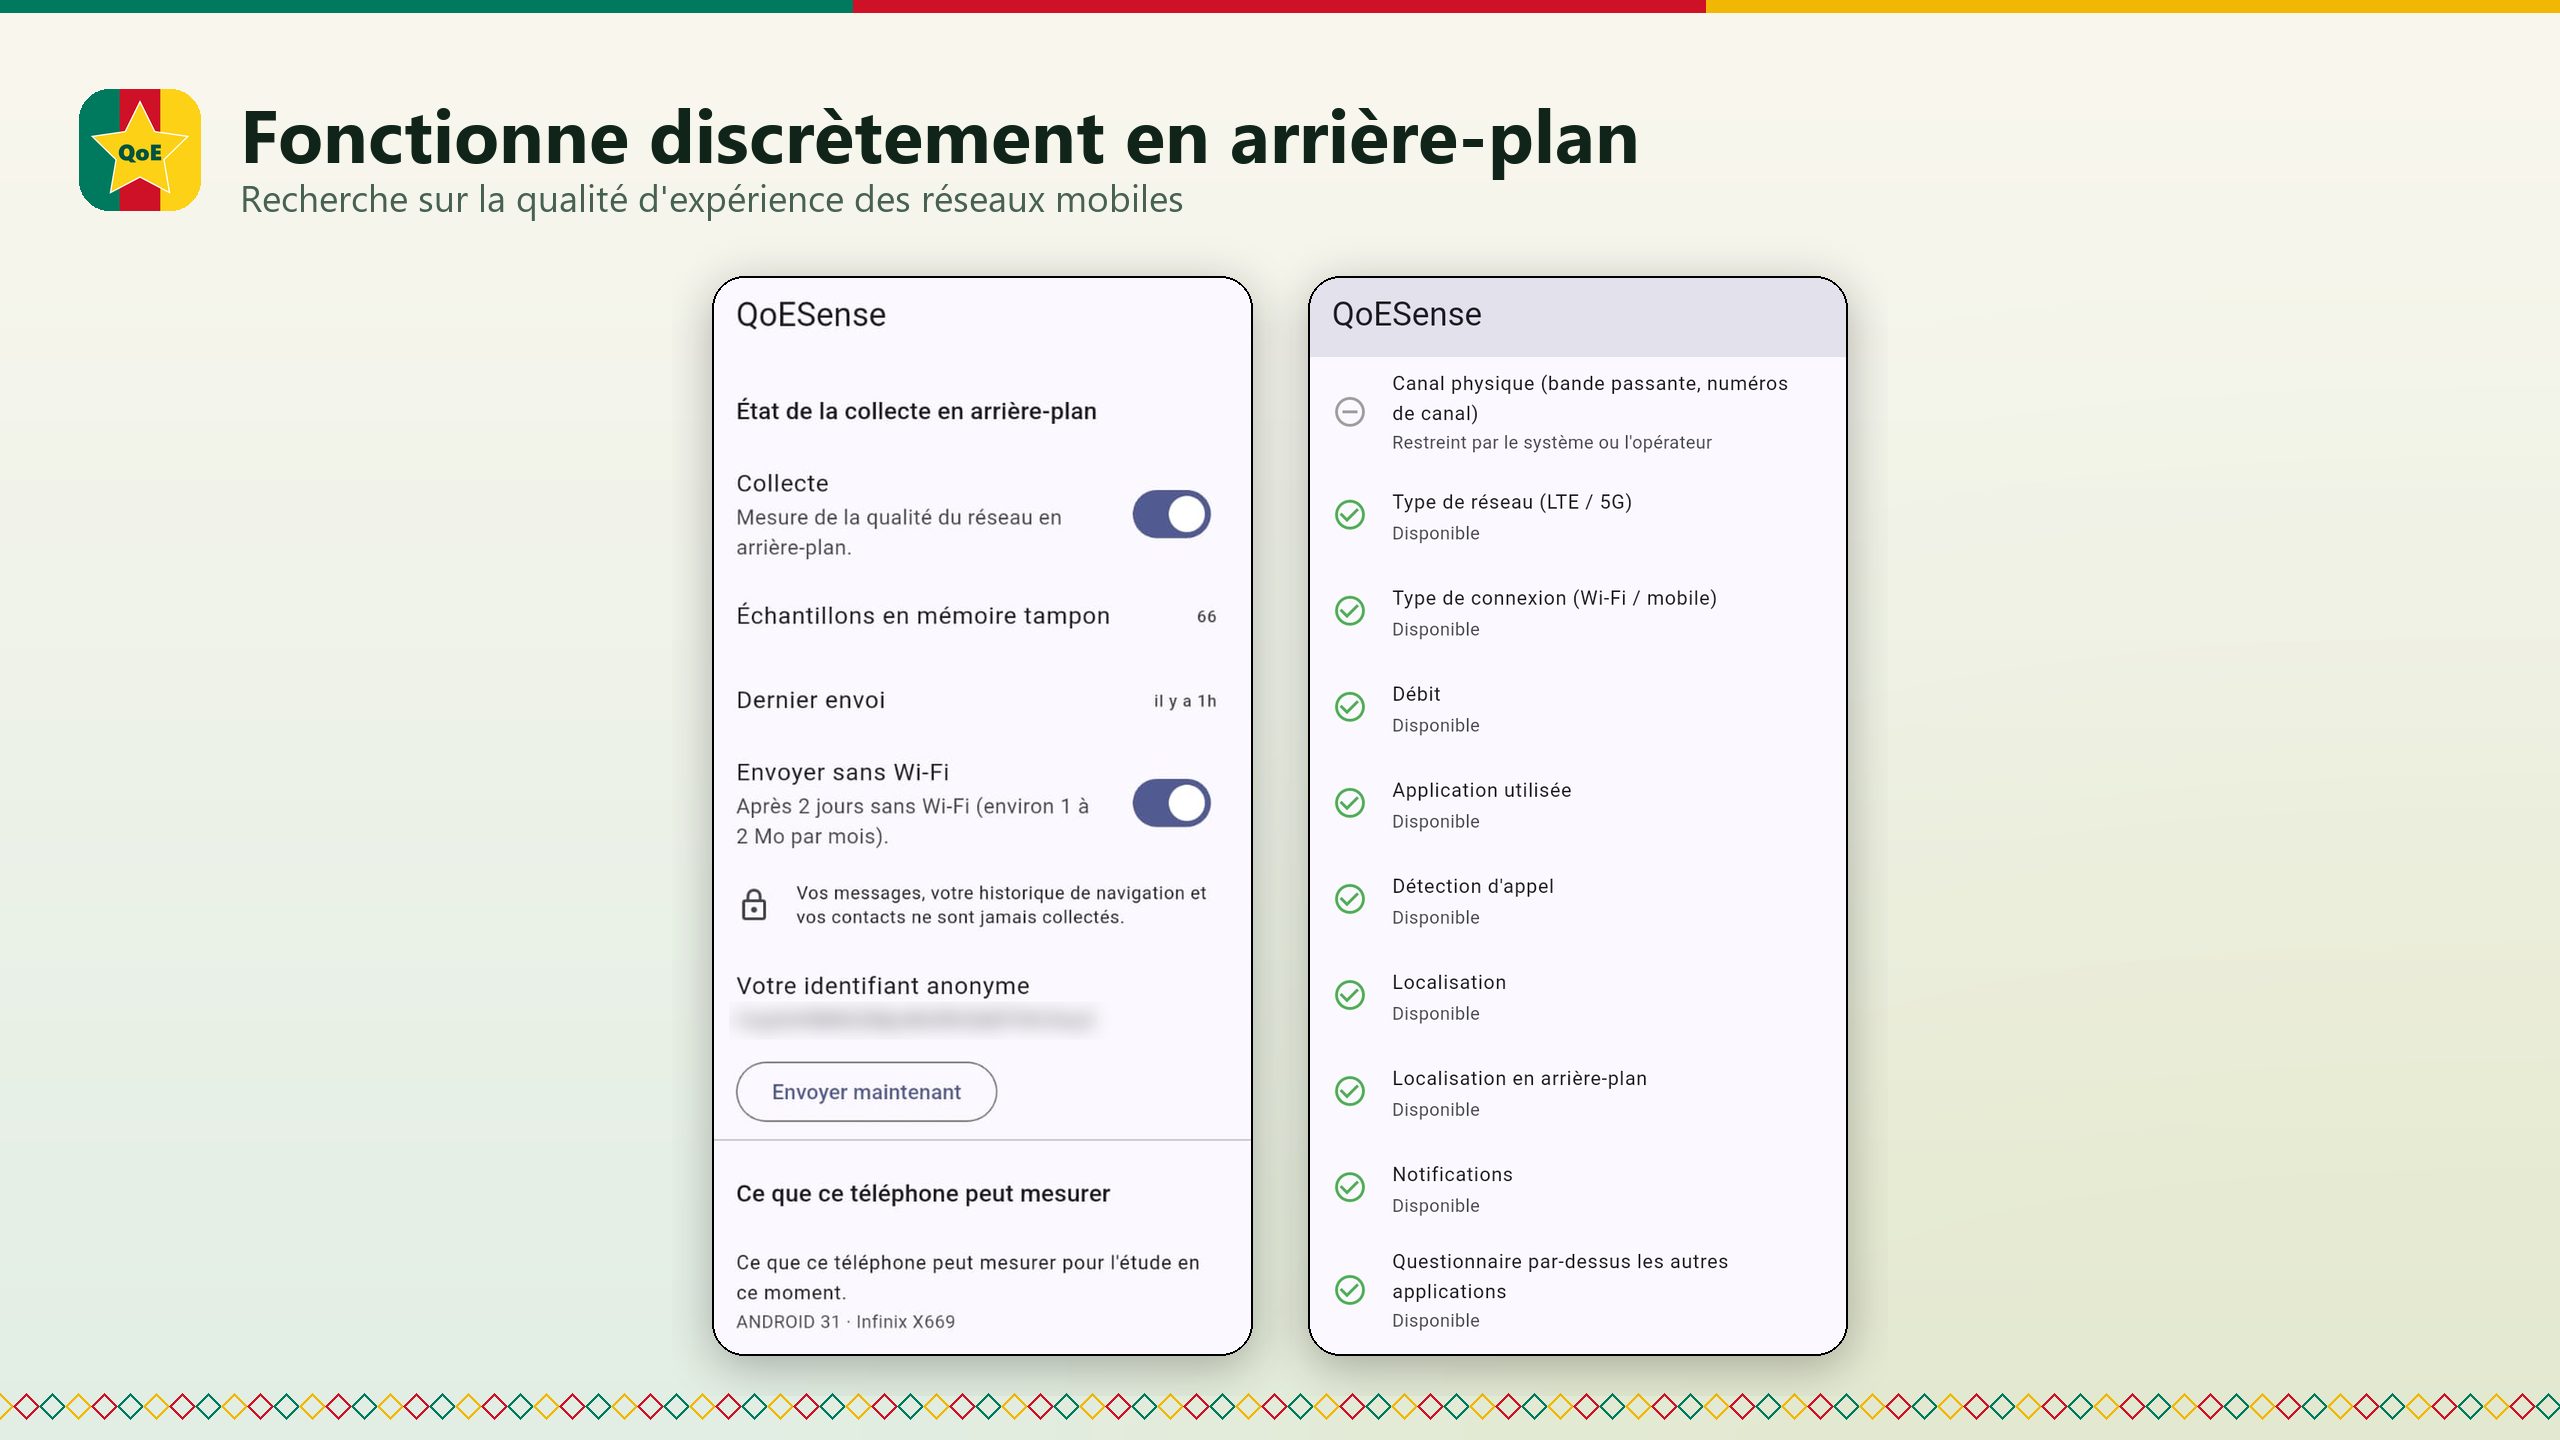 QoE
Fonctionne discrètement en arrière-plan
Recherche sur la qualité d'expérience des réseaux mobiles
QoESense
État de la collecte en arrière-plan
Collecte
Mesure de la qualité du réseau en
arrière-plan.
Échantillons en mémoire tampon 66
Dernier envoi il y a 1h
Envoyer sans Wi-Fi
Après 2 jours sans Wi-Fi (environ 1 à
2 Mo par mois).
Vos messages, votre historique de navigation et
vos contacts ne sont jamais collectés.
Votre identifiant anonyme
Envoyer maintenant
Ce que ce téléphone peut mesurer
Ce que ce téléphone peut mesurer pour l'étude en
ce moment.
ANDROID 31 · Infinix X669
QoESense
Canal physique (bande passante, numéros
de canal)
Restreint par le système ou l'opérateur
Type de réseau (LTE / 5G)
Disponible
Type de connexion (Wi-Fi / mobile)
Disponible
Débit
Disponible
Application utilisée
Disponible
Détection d'appel
Disponible
Localisation
Disponible
Localisation en arrière-plan
Disponible
Notifications
Disponible
Questionnaire par-dessus les autres
applications
Disponible